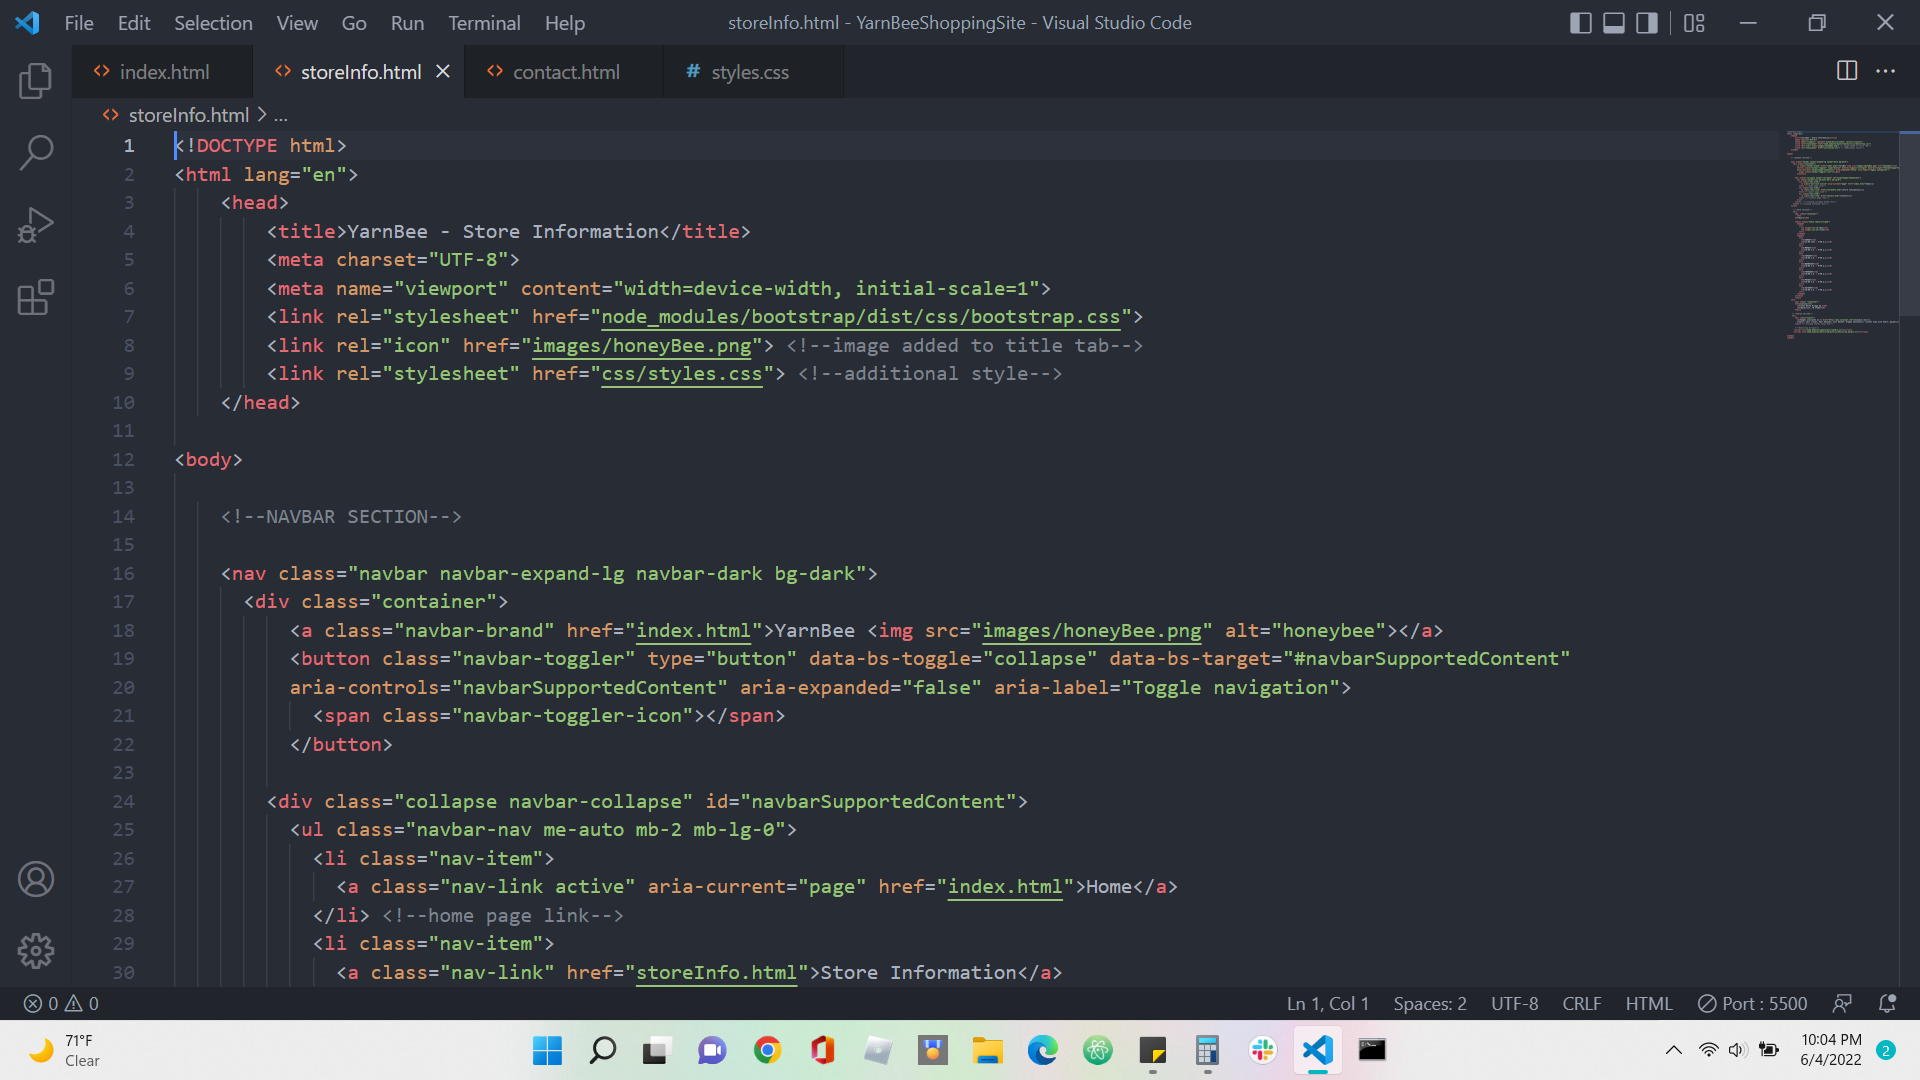 File Edit Selection View Go Run Terminal Help storeInfo.html - YarnBeeShoppingSite - Visual Studio Code
index.html storeInfo.html contact.html # styles.css
storeInfo.html > ...
1 <!DOCTYPE html>
2 <html lang="en">
3 <head>
4 <title>YarnBee - Store Information</title>
5 <meta charset="UTF-8">
6 <meta name="viewport" content="width=device-width, initial-scale=1">
7 <link rel="stylesheet" href="node_modules/bootstrap/dist/css/bootstrap.css">
8 <link rel="icon" href="images/honeyBee.png"> <!--image added to title tab-->
9 <link rel="stylesheet" href="css/styles.css"> <!--additional style-->
10 </head>
11
12 <body>
13
14 <!--NAVBAR SECTION-->
15
16 <nav class="navbar navbar-expand-lg navbar-dark bg-dark">
17 <div class="container">
18 <a class="navbar-brand" href="index.html">YarnBee <img src="images/honeyBee.png" alt="honeybee"></a>
19 <button class="navbar-toggler" type="button" data-bs-toggle="collapse" data-bs-target="#navbarSupportedContent"
20 aria-controls="navbarSupportedContent" aria-expanded="false" aria-label="Toggle navigation">
21 <span class="navbar-toggler-icon"></span>
22 </button>
23
24 <div class="collapse navbar-collapse" id="navbarSupportedContent">
25 <ul class="navbar-nav me-auto mb-2 mb-lg-0">
26 <li class="nav-item">
27 <a class="nav-link active" aria-current="page" href="index.html">Home</a>
28 </li> <!--home page link-->
29 <li class="nav-item">
30 <a class="nav-link" href="storeInfo.html">Store Information</a>
0 0 Ln 1, Col 1 Spaces: 2 UTF-8 CRLF HTML Port : 5500
71°F
Clear
10:04 PM
6/4/2022
2